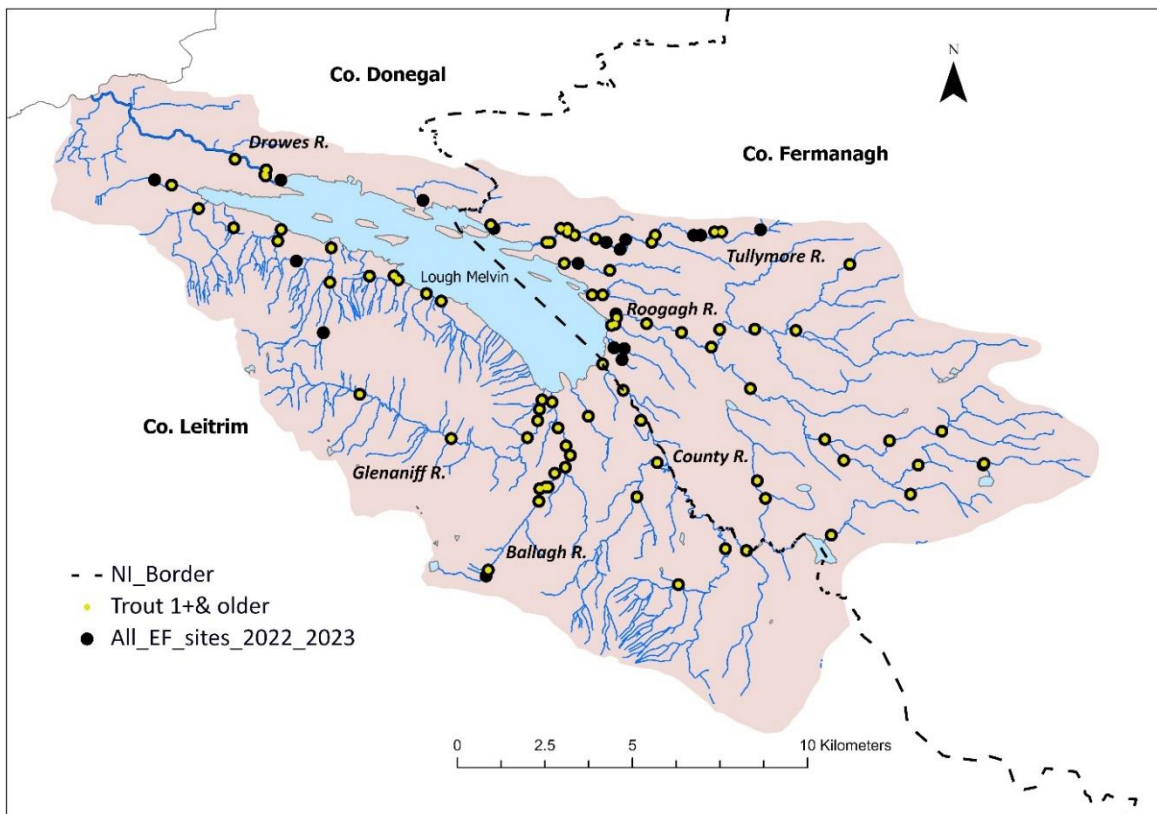 Co. Donegal
N
Drowes R.
Co. Fermanagh
Tullymore R.
Lough Melvin
Roogagh R.
Co. Leitrim
Glenaniff R.
County R.
Ballagh R.
NI_Border
Trout 1+& older
All_EF_sites_2022_2023
0 2.5 5 10 Kilometers